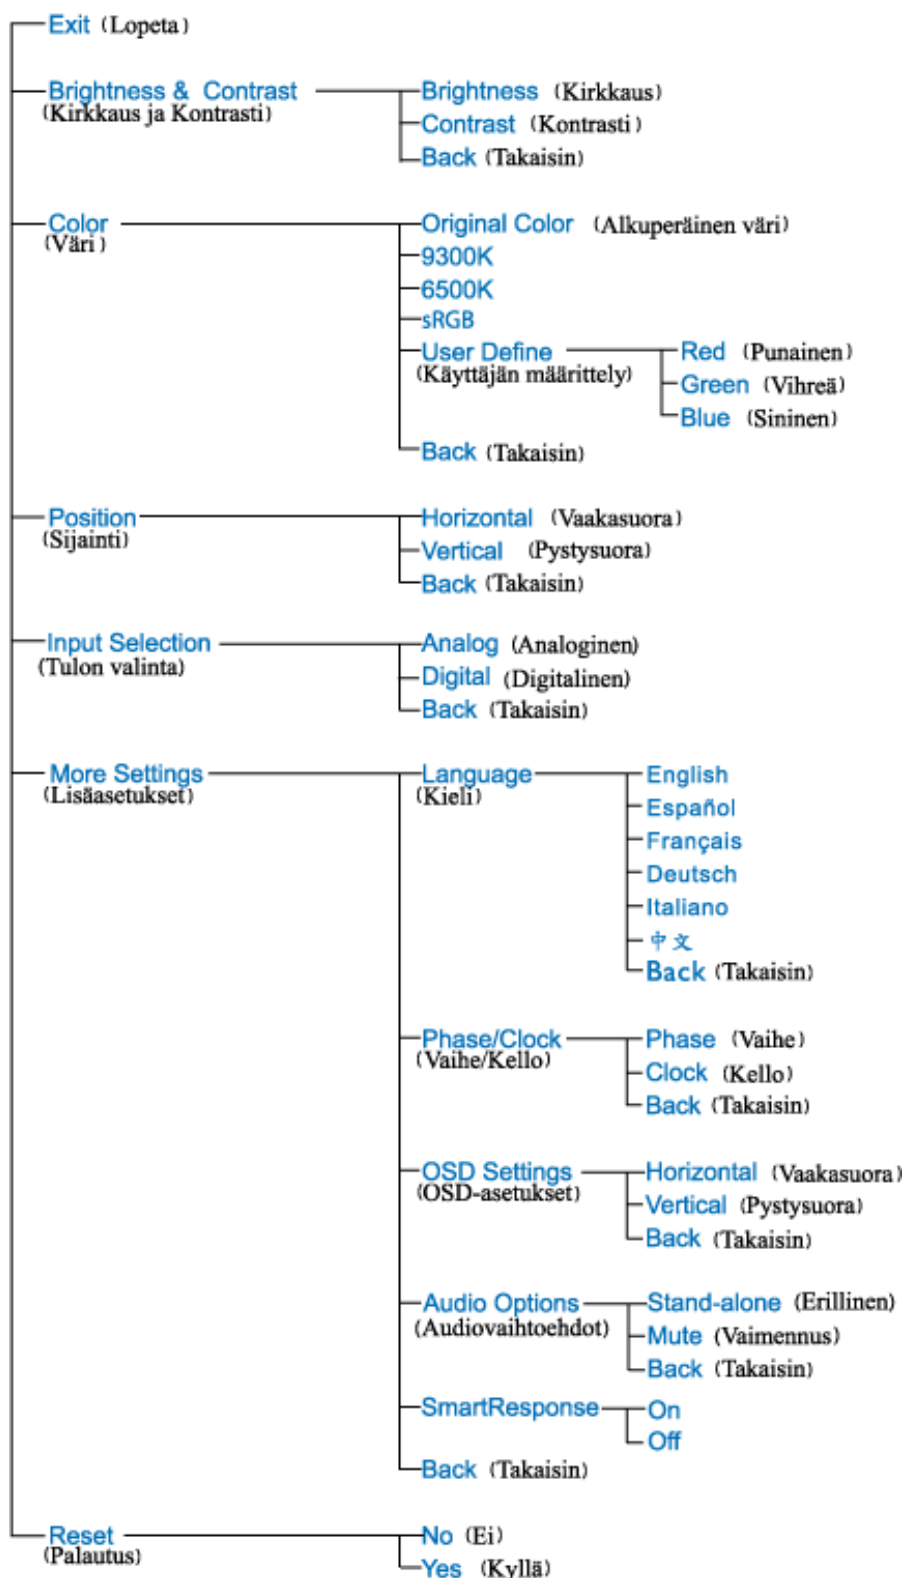 Exit (Lopeta)
Brightness & Contrast
(Kirkkaus ja Kontrasti)
Brightness (Kirkkaus)
Contrast (Kontrasti)
Back (Takaisin)
Color
(Väri )
Original Color (Alkuperäinen väri)
9300K
6500K
sRGB
User Define
(Käyttäjän määrittely)
Red (Punainen)
Green (Vihreä)
Blue (Sininen)
Back (Takaisin)
Position
(Sijainti)
Horizontal (Vaakasuora)
Vertical (Pystysuora)
Back (Takaisin)
Input Selection
(Tulon valinta)
Analog (Analoginen)
Digital (Digitalinen)
Back (Takaisin)
More Settings
(Lisäasetukset)
Language
(Kieli)
English
Español
Français
Deutsch
Italiano
中文
Back (Takaisin)
Phase/Clock
(Vaihe/Kello)
Phase (Vaihe)
Clock (Kello)
Back (Takaisin)
OSD Settings
(OSD-asetukset)
Horizontal (Vaakasuora)
Vertical (Pystysuora)
Back (Takaisin)
Audio Options
(Audiovaihtoehdot)
Stand-alone (Erillinen)
Mute (Vaimennus)
Back (Takaisin)
SmartResponse
On
Off
Back (Takaisin)
Reset
(Palautus)
No (Ei)
Yes (Kyllä)